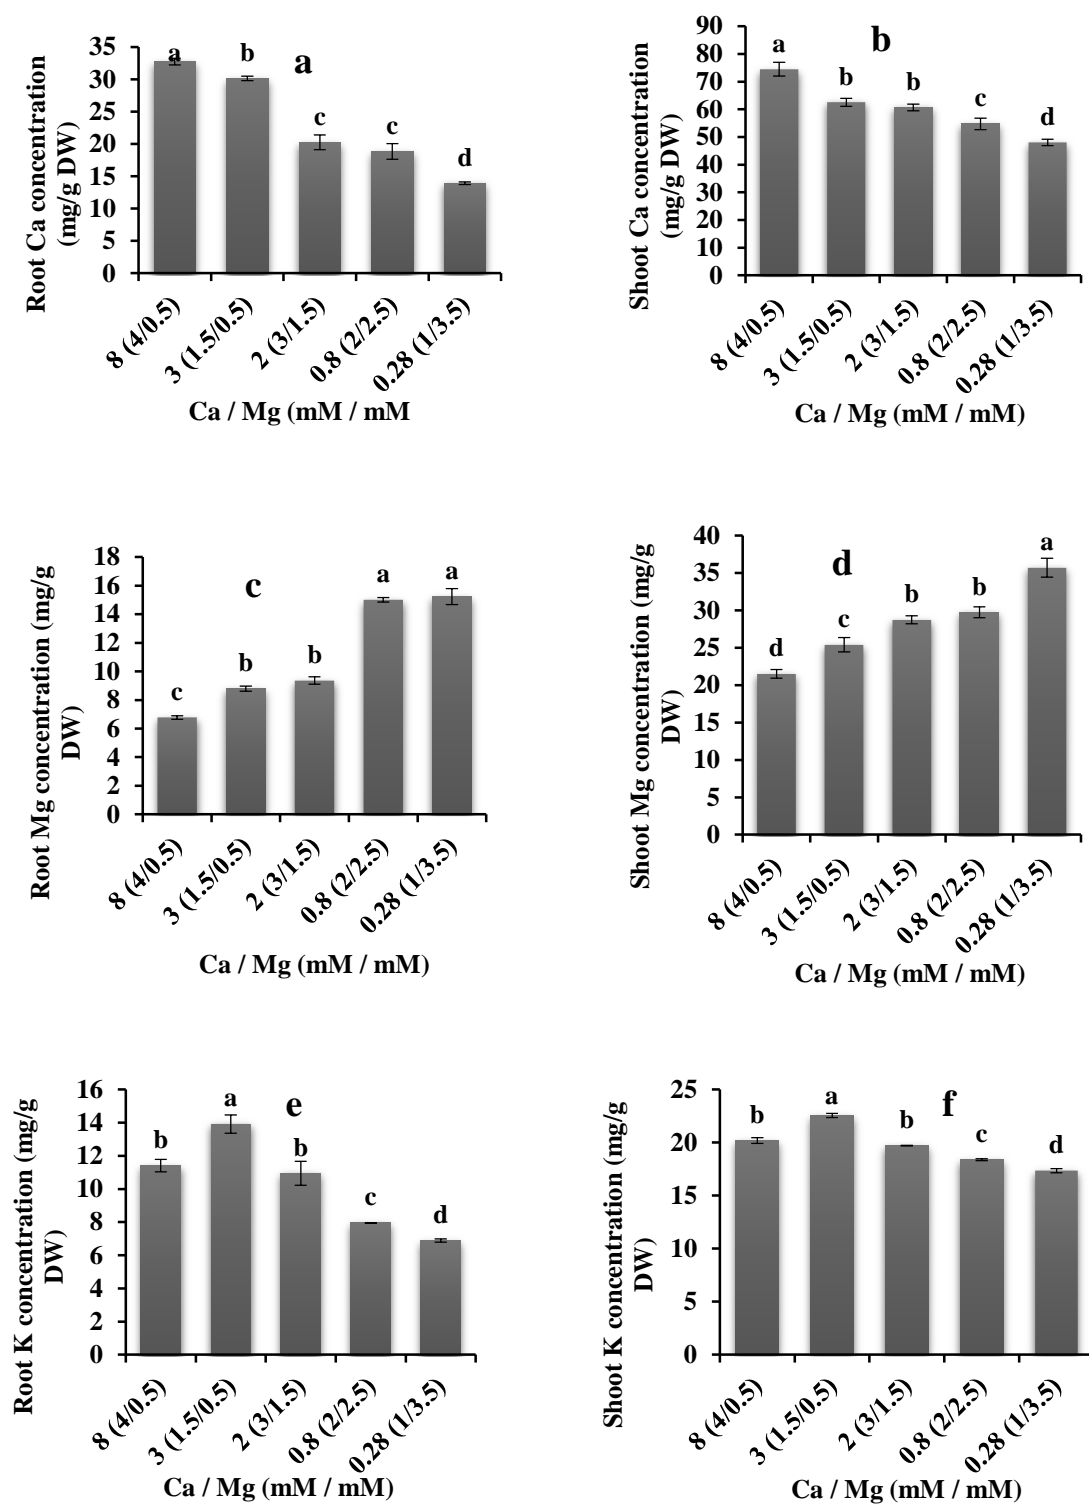 Root Ca concentration
(mg/g DW)
35
30
25
20
15
10
5
0
a
b
c
c
d
a
8 (4/0.5)
3 (1.5/0.5)
2 (3/1.5)
0.8 (2/2.5)
0.28 (1/3.5)
Ca / Mg (mM / mM
Shoot Ca concentration
(mg/g DW)
90
80
70
60
50
40
30
20
10
0
a
b
b
c
d
b
8 (4/0.5)
3 (1.5/0.5)
2 (3/1.5)
0.8 (2/2.5)
0.28 (1/3.5)
Ca / Mg (mM / mM)
Root Mg concentration (mg/g
DW)
18
16
14
12
10
8
6
4
2
0
c
b
b
a
a
c
8 (4/0.5)
3 (1.5/0.5)
2 (3/1.5)
0.8 (2/2.5)
0.28 (1/3.5)
Ca / Mg (mM / mM)
Shoot Mg concentration (mg/g
DW)
40
35
30
25
20
15
10
5
0
d
c
b
b
a
d
8 (4/0.5)
3 (1.5/0.5)
2 (3/1.5)
0.8 (2/2.5)
0.28 (1/3.5)
Ca / Mg (mM / mM)
Root K concentration (mg/g
DW)
16
14
12
10
8
6
4
2
0
b
a
b
c
d
e
8 (4/0.5)
3 (1.5/0.5)
2 (3/1.5)
0.8 (2/2.5)
0.28 (1/3.5)
Ca / Mg (mM / mM)
Shoot K concentration (mg/g
DW)
25
20
15
10
5
0
b
a
b
c
d
f
8 (4/0.5)
3 (1.5/0.5)
2 (3/1.5)
0.8 (2/2.5)
0.28 (1/3.5)
Ca / Mg (mM / mM)